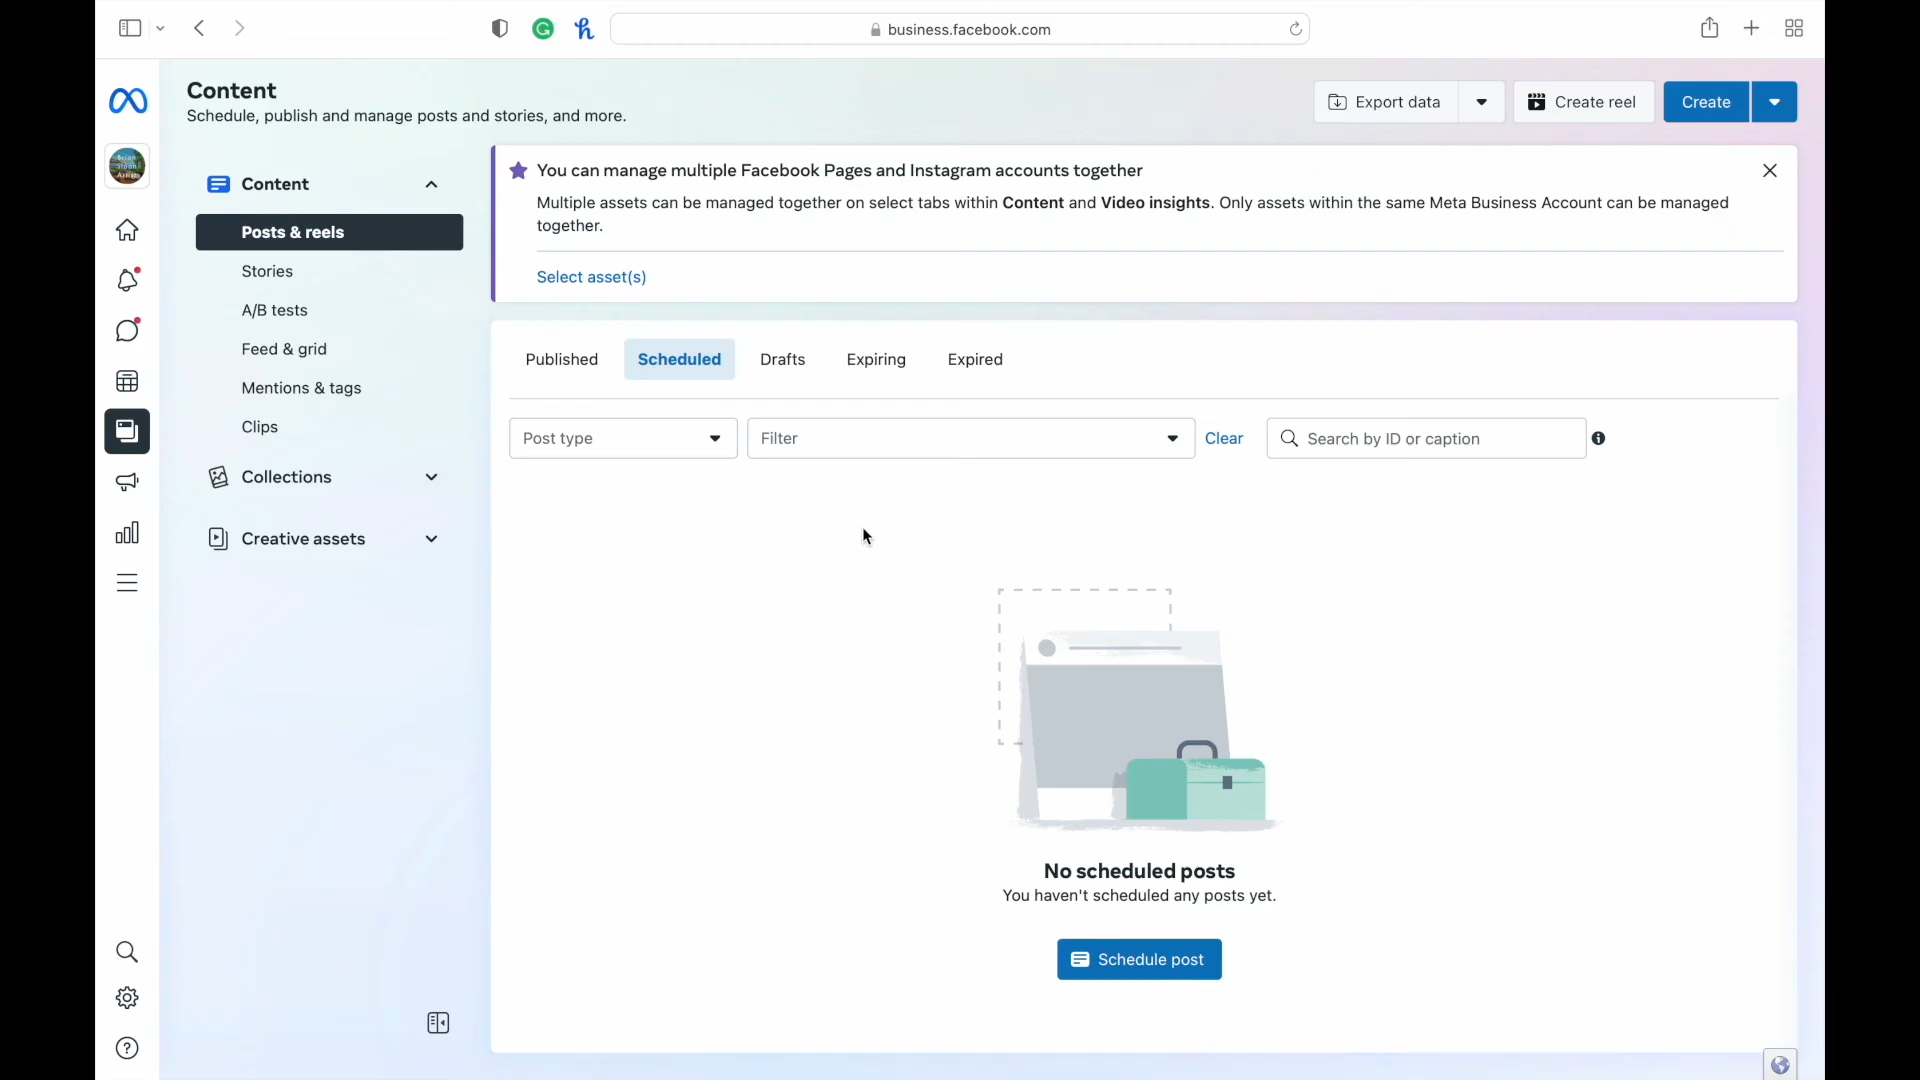 business.facebook.com
Content
Schedule, publish and manage posts and stories, and more.
Export data
Create reel
Create
Content
Posts & reels
Stories
A/B tests
Feed & grid
Mentions & tags
Clips
Collections
Creative assets
You can manage multiple Facebook Pages and Instagram accounts together
Multiple assets can be managed together on select tabs within Content and Video insights. Only assets within the same Meta Business Account can be managed
together.
Select asset(s)
Published
Scheduled
Drafts
Expiring
Expired
Post type
Filter
Clear
Search by ID or caption
No scheduled posts
You haven't scheduled any posts yet.
Schedule post